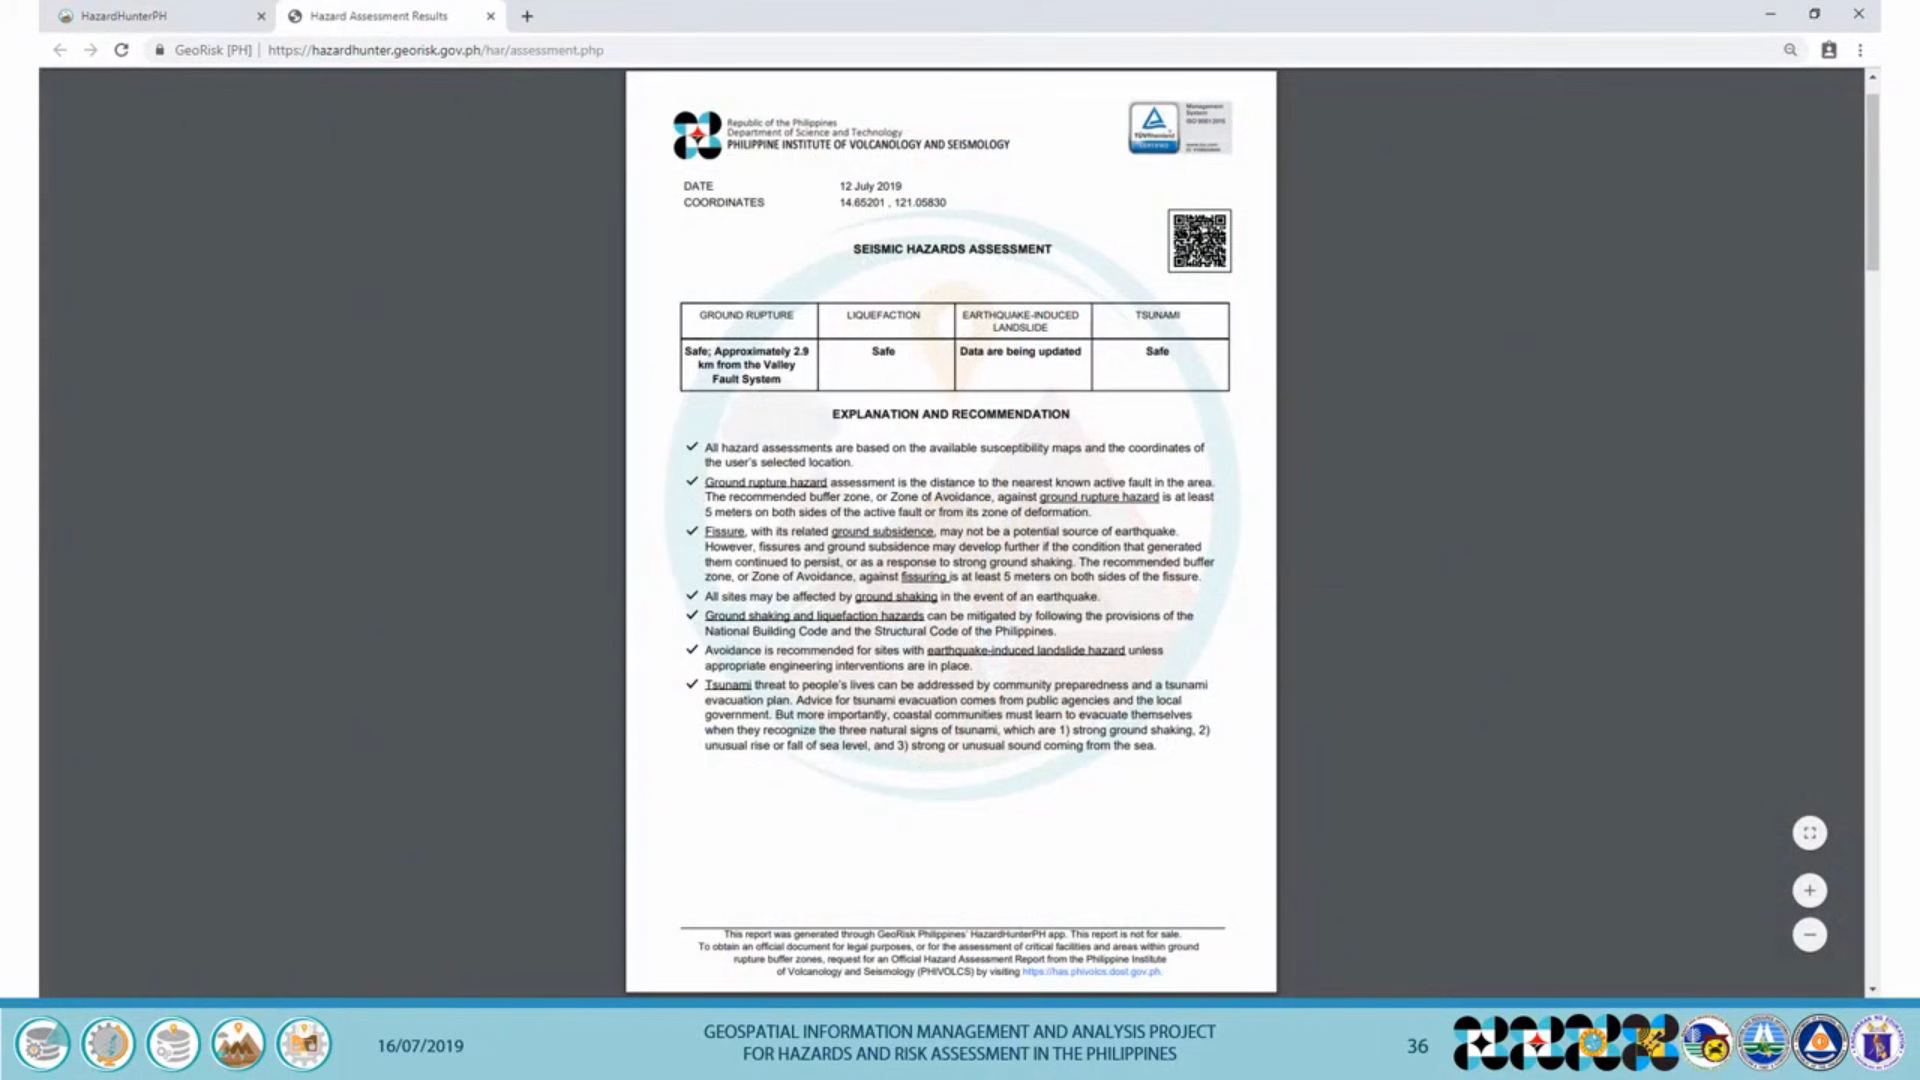 HazardHunterPH
Hazard Assessment Results
GeoRisk [PH] | https://hazardhunter.georisk.gov.ph/har/assessment.php
Republic of the Philippines
Department of Science and Technology
PHILIPPINE INSTITUTE OF VOLCANOLOGY AND SEISMOLOGY
TÜVRheinland
CERTIFIED
Management
System
ISO 9001:2015
DATE 12 July 2019
COORDINATES 14.65201 , 121.05830
SEISMIC HAZARDS ASSESSMENT
GROUND RUPTURE LIQUEFACTION EARTHQUAKE-INDUCED LANDSLIDE TSUNAMI
Safe; Approximately 2.9 km from the Valley Fault System Safe Data are being updated Safe
EXPLANATION AND RECOMMENDATION
All hazard assessments are based on the available susceptibility maps and the coordinates of
the user's selected location.
Ground rupture hazard assessment is the distance to the nearest known active fault in the area.
The recommended buffer zone, or Zone of Avoidance, against ground rupture hazard is at least
5 meters on both sides of the active fault or from its zone of deformation.
Fissure, with its related ground subsidence, may not be a potential source of earthquake.
However, fissures and ground subsidence may develop further if the condition that generated
them continued to persist, or as a response to strong ground shaking. The recommended buffer
zone, or Zone of Avoidance, against fissuring is at least 5 meters on both sides of the fissure.
All sites may be affected by ground shaking in the event of an earthquake.
Ground shaking and liquefaction hazards can be mitigated by following the provisions of the
National Building Code and the Structural Code of the Philippines.
Avoidance is recommended for sites with earthquake-induced landslide hazard unless
appropriate engineering interventions are in place.
Tsunami threat to people's lives can be addressed by community preparedness and a tsunami
evacuation plan. Advice for tsunami evacuation comes from public agencies and the local
government. But more importantly, coastal communities must learn to evacuate themselves
when they recognize the three natural signs of tsunami, which are 1) strong ground shaking, 2)
unusual rise or fall of sea level, and 3) strong or unusual sound coming from the sea.
This report was generated through GeoRisk Philippines' HazardHunterPH app. This report is not for sale.
To obtain an official document for legal purposes, or for the assessment of critical facilities and areas within ground
rupture buffer zones, request for an Official Hazard Assessment Report from the Philippine Institute
of Volcanology and Seismology (PHIVOLCS) by visiting https://has.phivolcs.dost.gov.ph.
16/07/2019
GEOSPATIAL INFORMATION MANAGEMENT AND ANALYSIS PROJECT
FOR HAZARDS AND RISK ASSESSMENT IN THE PHILIPPINES
36